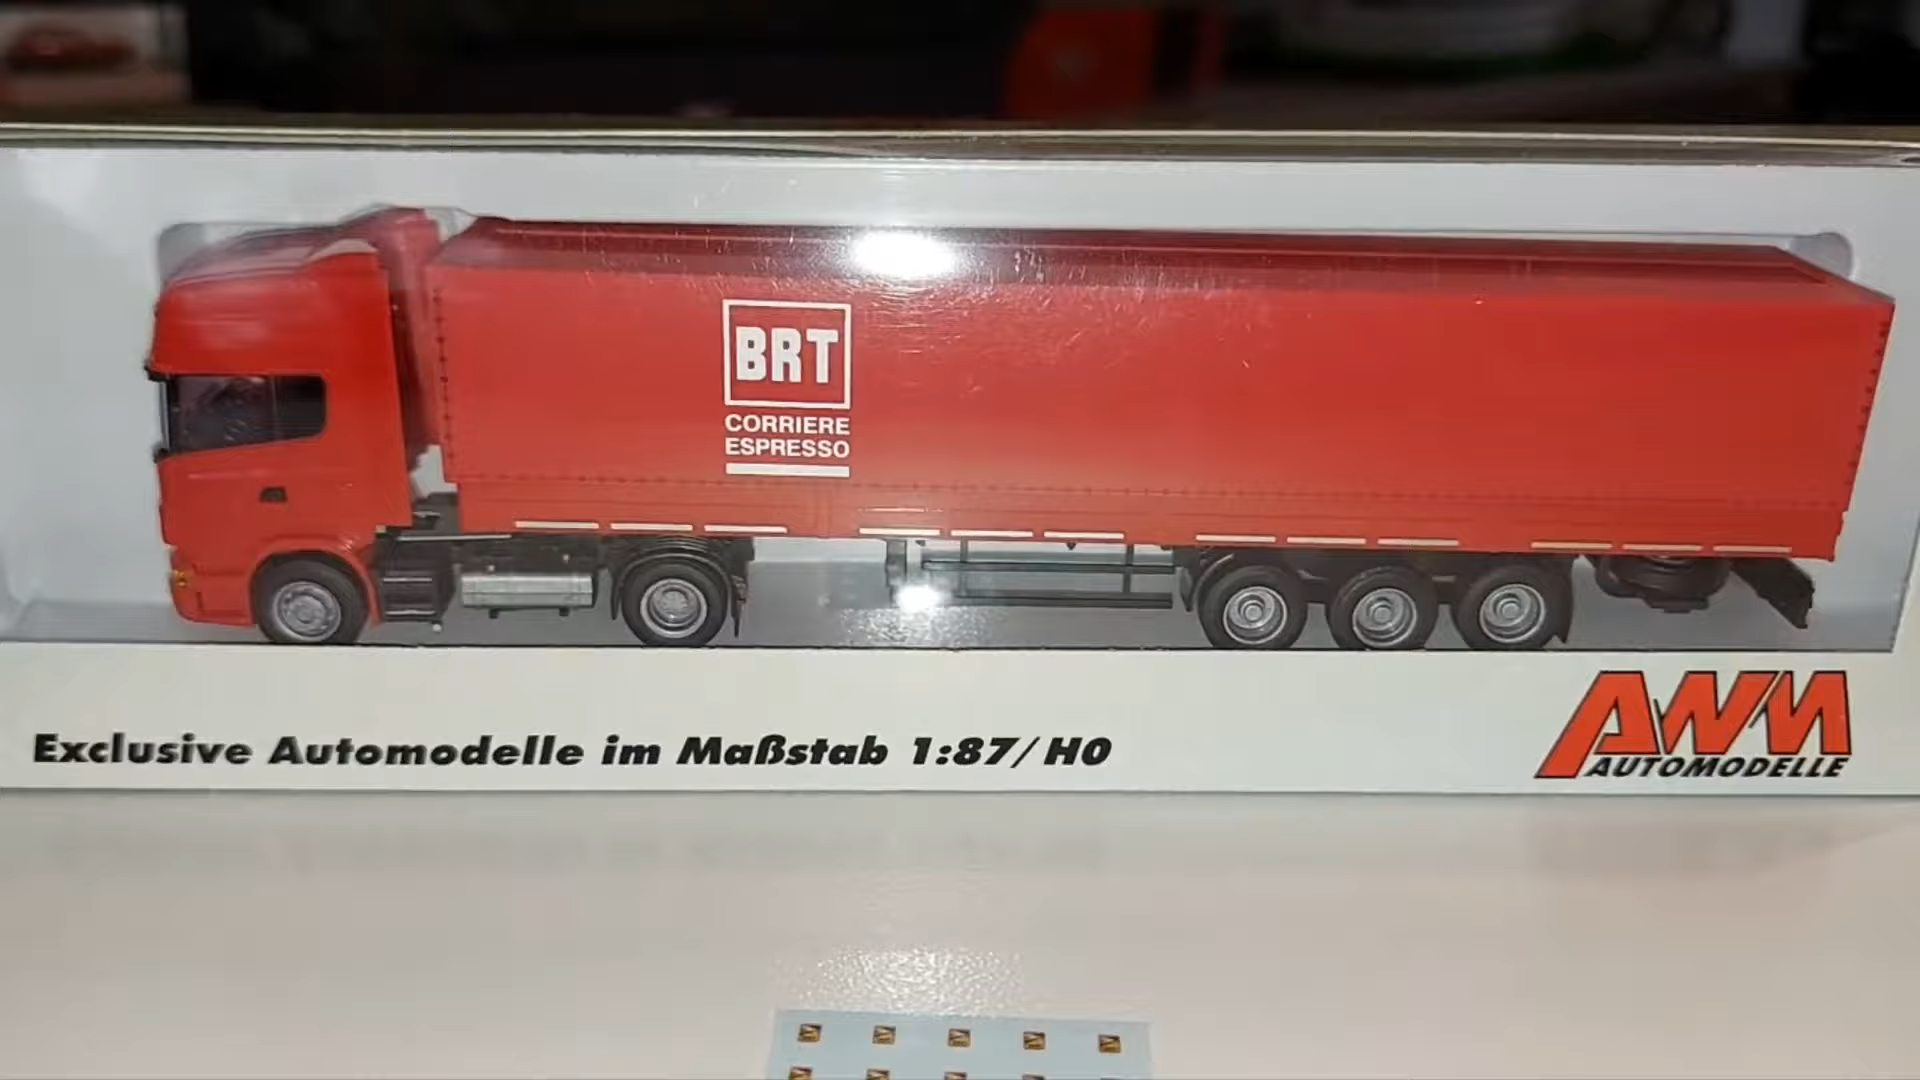 BRT
CORRIERE
ESPRESSO
Exclusive Automodelle im Maßstab 1:87/H0
AWM
AUTOMODELLE